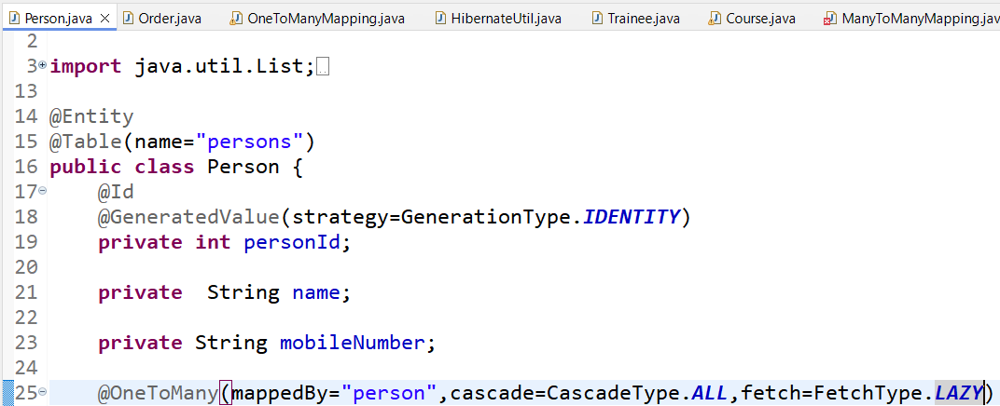 Person.java Order.java OneToManyMapping.java HibernateUtil.java Trainee.java Course.java ManyToManyMapping.jav
2
3 import java.util.List;
13
14 @Entity
15 @Table(name="persons")
16 public class Person {
17     @Id
18     @GeneratedValue(strategy=GenerationType.IDENTITY)
19     private int personId;
20
21     private  String name;
22
23     private String mobileNumber;
24
25     @OneToMany(mappedBy="person",cascade=CascadeType.ALL,fetch=FetchType.LAZY)